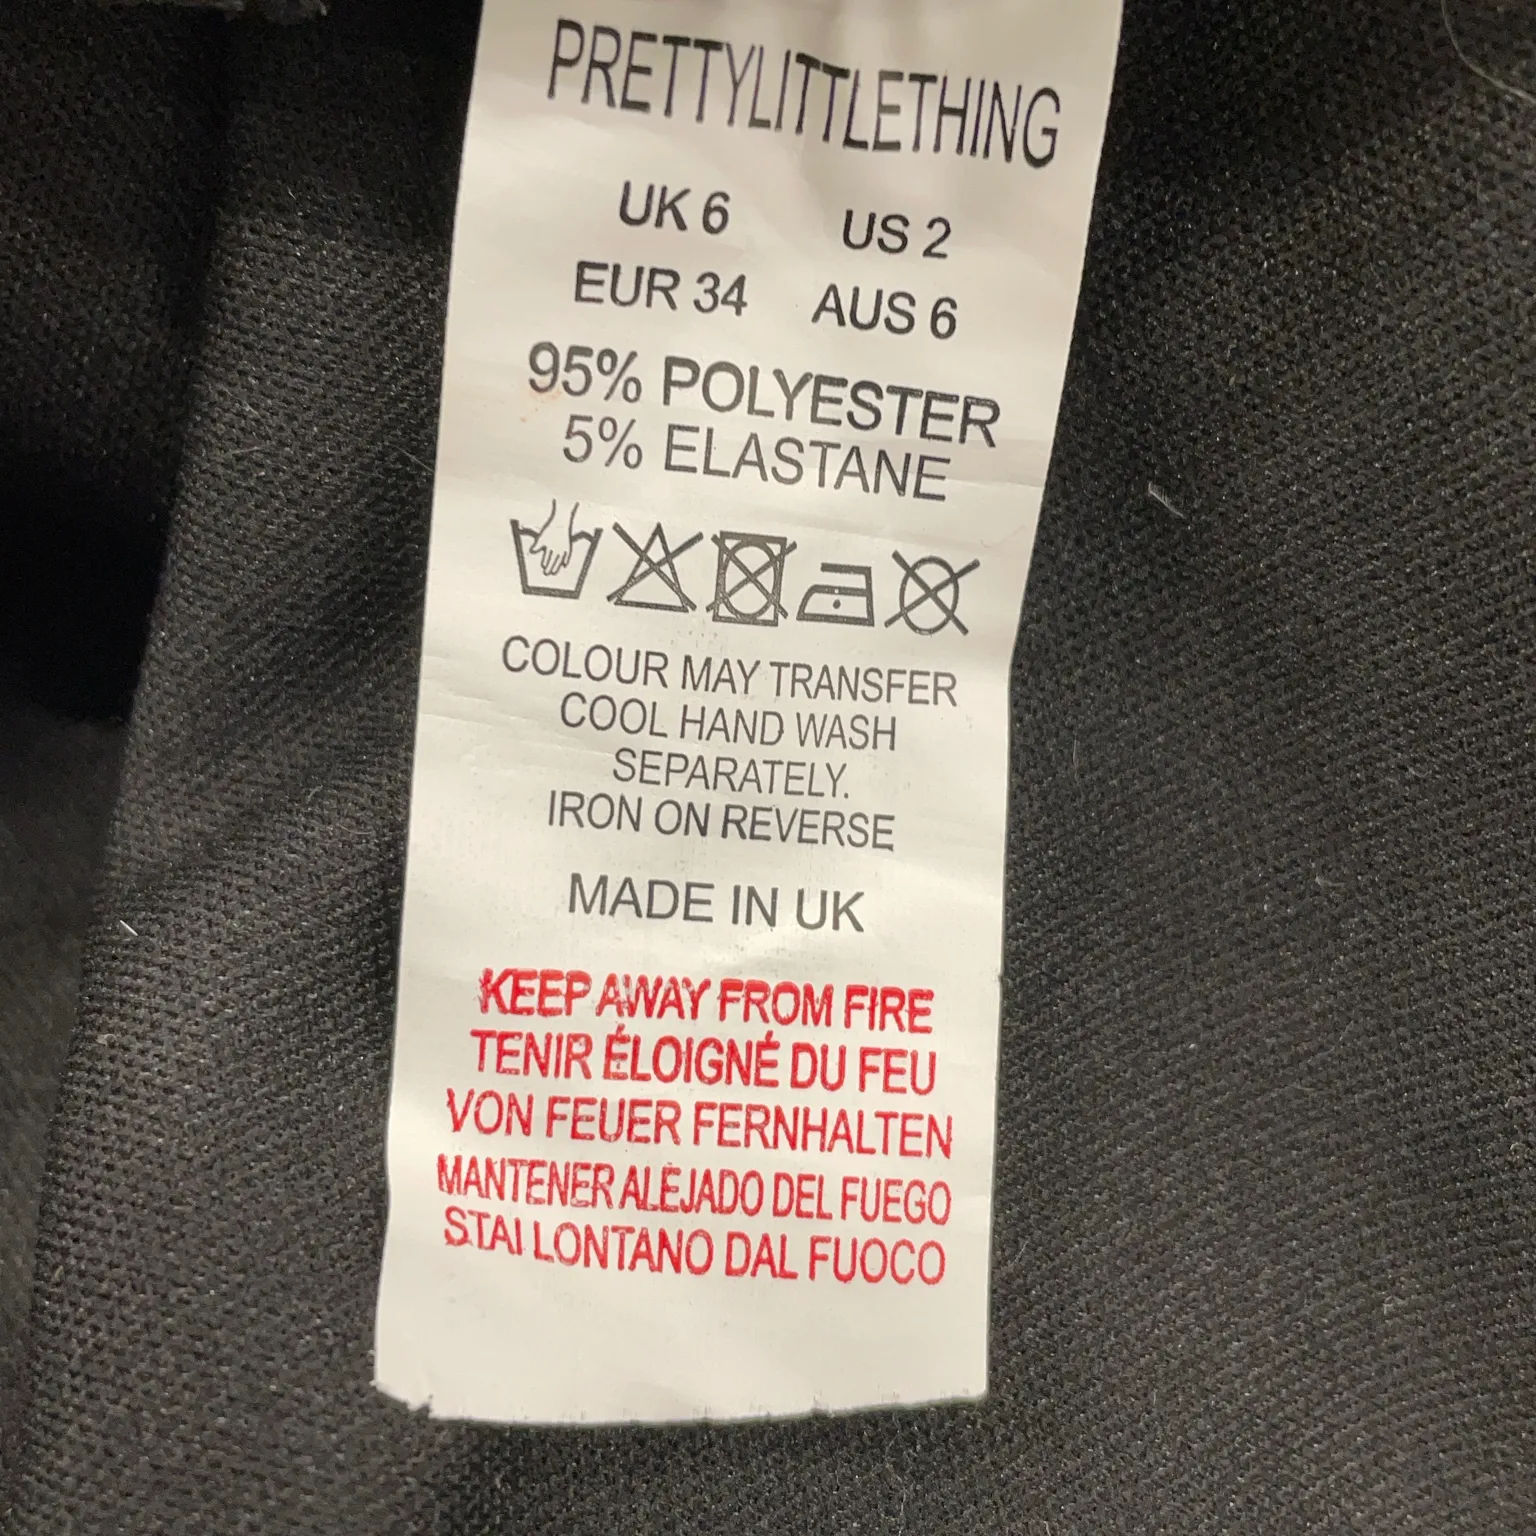 PRETTYLITTLETHING
UK 6 US 2
EUR 34 AUS 6
95% POLYESTER
5% ELASTANE
COLOUR MAY TRANSFER
COOL HAND WASH
SEPARATELY.
IRON ON REVERSE
MADE IN UK
KEEP AWAY FROM FIRE
TENIR ÉLOIGNÉ DU FEU
VON FEUER FERNHALTEN
MANTENER ALEJADO DEL FUEGO
STAI LONTANO DAL FUOCO